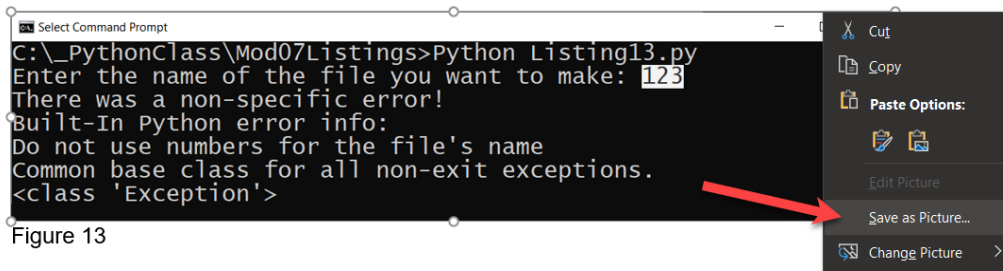 Select Command Prompt
C:\_PythonClass\Mod07Listings>Python Listing13.py
Enter the name of the file you want to make: 123
There was a non-specific error!
Built-In Python error info:
Do not use numbers for the file's name
Common base class for all non-exit exceptions.
<class 'Exception'>
Figure 13
Cut
Copy
Paste Options:
Edit Picture
Save as Picture...
Change Picture